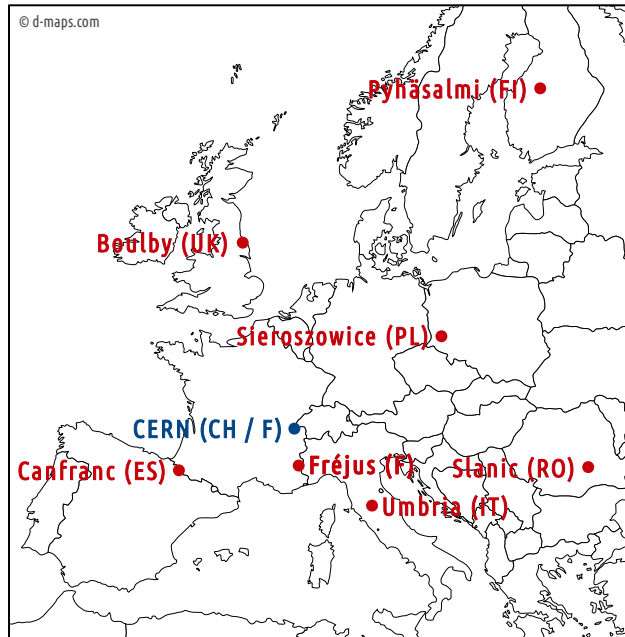 © d-maps.com
Pyhäsalmi (FI)
Boulby (UK)
Sieroszowice (PL)
CERN (CH / F)
Canfranc (ES)
Fréjus (F)
Slanic (RO)
Umbria (IT)